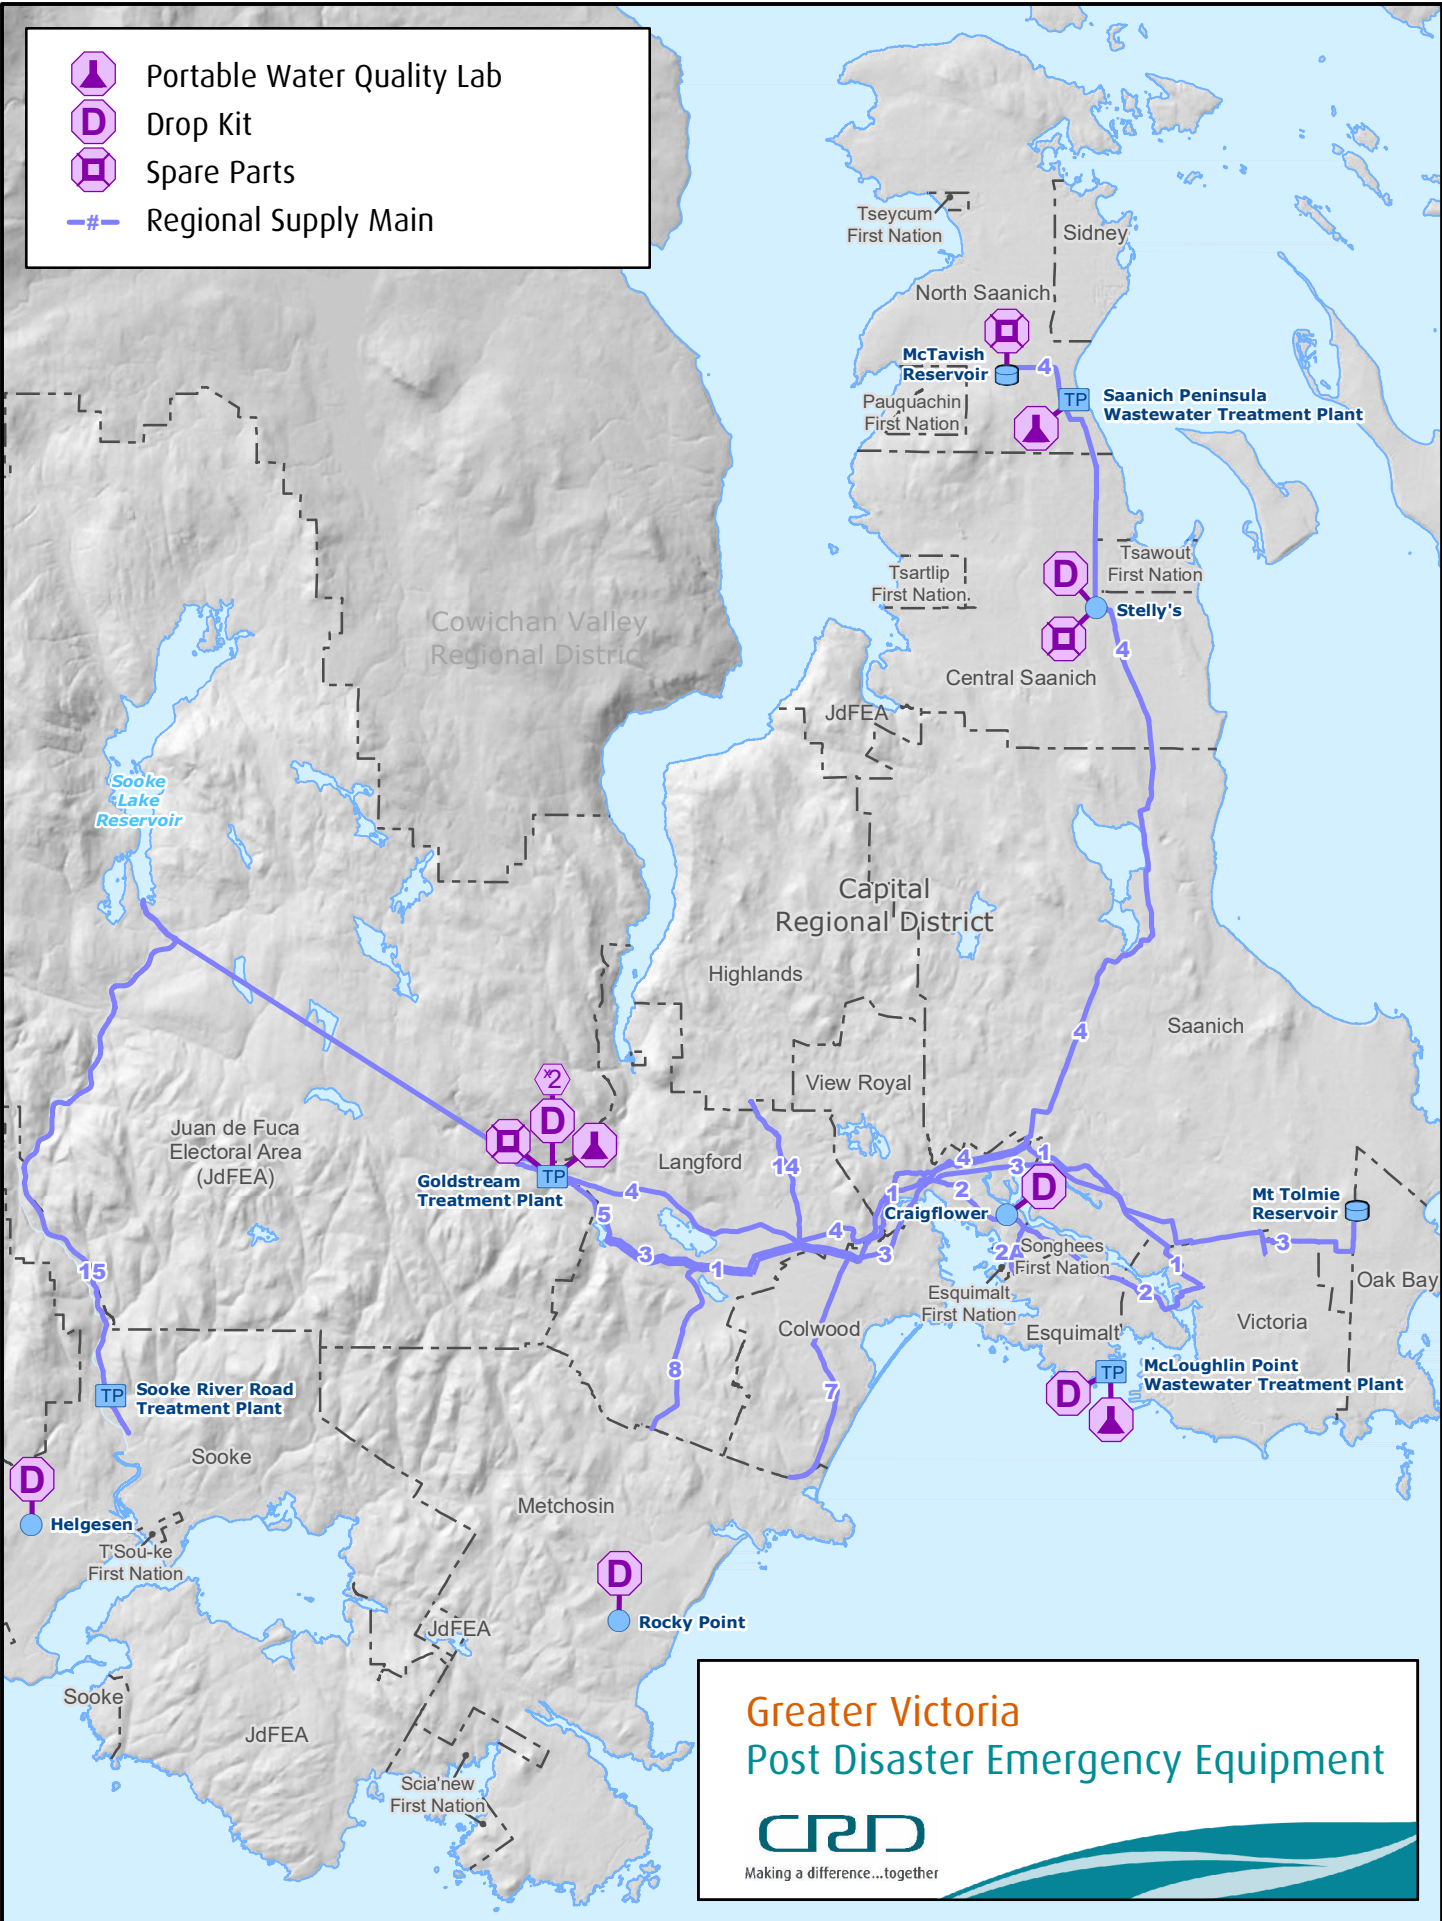 Portable Water Quality Lab
D
Drop Kit
Spare Parts
#
Regional Supply Main
Tseycum
First Nation
Sidney
North Saanich
McTavish
Reservoir
4
TP
Saanich Peninsula
Wastewater Treatment Plant
Pauquachin
First Nation
Tsawout
First Nation
Tsartlip
First Nation
D
Stelly's
4
Central Saanich
Cowichan Valley
Regional District
JdFEA
Sooke
Lake
Reservoir
Capital
Regional District
Highlands
Saanich
4
View Royal
x2
D
Juan de Fuca
Electoral Area
(JdFEA)
Langford
14
Goldstream
Treatment Plant
TP
4
5
3
1
4
3
1
4
3
1
2
D
Craigflower
Mt Tolmie
Reservoir
3
2A
Songhees
First Nation
1
2
Esquimalt
First Nation
Oak Bay
15
Colwood
Esquimalt
Victoria
8
7
TP
McLoughlin Point
Wastewater Treatment Plant
D
TP
Sooke River Road
Treatment Plant
Sooke
D
Helgesen
T'Sou-ke
First Nation
Metchosin
D
Rocky Point
JdFEA
Sooke
JdFEA
Scia'new
First Nation
Greater Victoria
Post Disaster Emergency Equipment
CRD
Making a difference...together